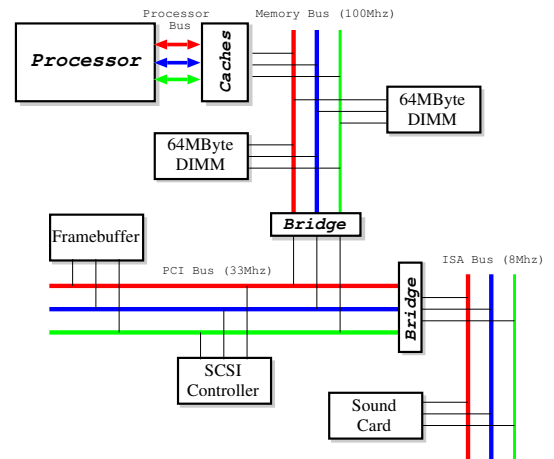 Processor
Bus
Memory Bus (100Mhz)
Processor
Caches
64MByte
DIMM
64MByte
DIMM
Bridge
Framebuffer
PCI Bus (33Mhz)
ISA Bus (8Mhz)
Bridge
SCSI
Controller
Sound
Card